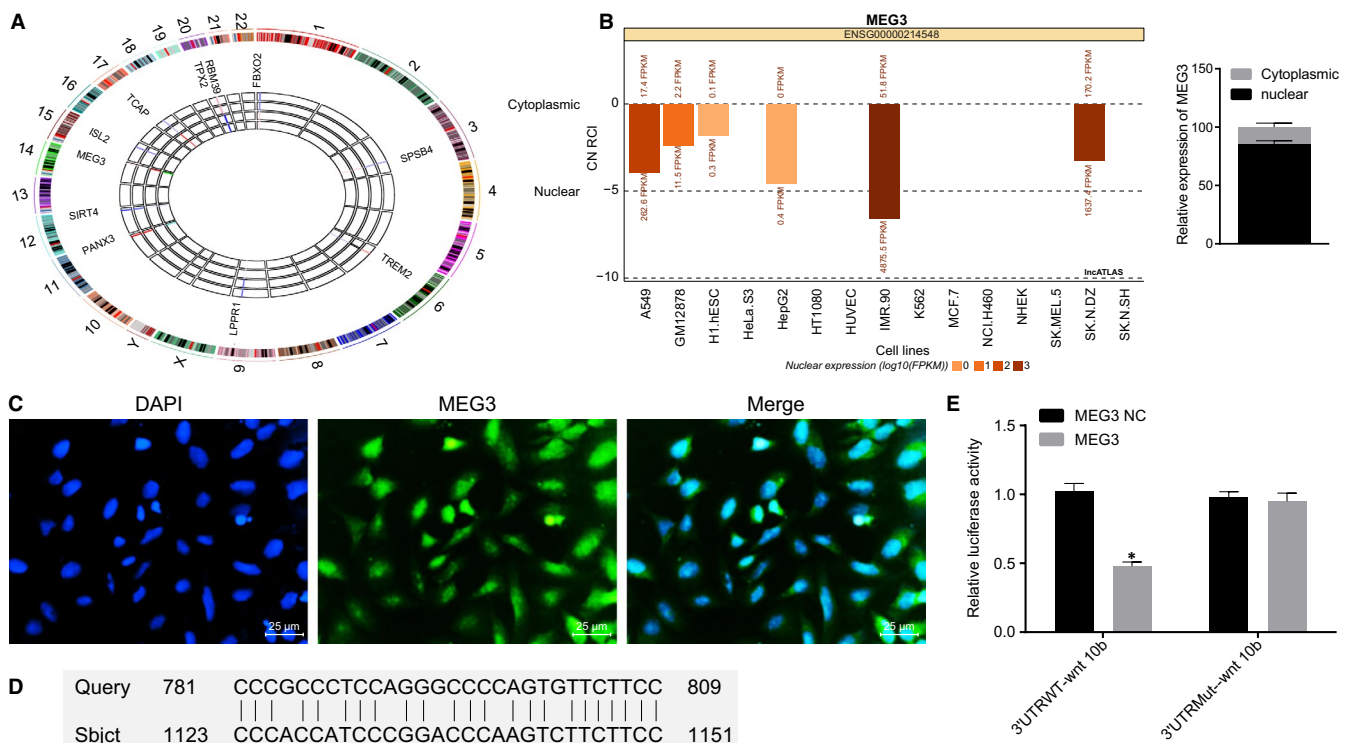 A
1
2
3
4
5
6
7
8
9
X
Y
10
11
12
13
14
15
16
17
18
19
20
21
22
FBXO2
SPSB4
TREM2
LPPR1
PANX3
SIRT4
MEG3
ISL2
TCAP
TPX2
RBM39
B
MEG3
ENSG00000214548
CN RCI
Cytoplasmic
Nuclear
0
−5
−10
17.4 FPKM
2.2 FPKM
0.1 FPKM
0 FPKM
51.8 FPKM
170.2 FPKM
262.6 FPKM
11.5 FPKM
0.3 FPKM
0.4 FPKM
4875.5 FPKM
1637.4 FPKM
lncATLAS
A549
GM12878
H1.hESC
HeLa.S3
HepG2
HT1080
HUVEC
IMR.90
K562
MCF.7
NCI.H460
NHEK
SK.MEL.5
SK.N.DZ
SK.N.SH
Cell lines
Nuclear expression (log10(FPKM)) 0 1 2 3
Relative expression of MEG3
150
100
50
0
Cytoplasmic
nuclear
C
DAPI
MEG3
Merge
25 µm
25 µm
25 µm
D
Query 781 CCCGCCCTCCAGGGCCCCAGTGTTCTTCC 809
Sbjct 1123 CCCACCATCCCGGACCCAAGTCTTCTTCC 1151
E
MEG3 NC
MEG3
Relative luciferase activity
1.5
1.0
0.5
0.0
*
3'UTRWT-wnt 10b
3'UTRMut--wnt 10b